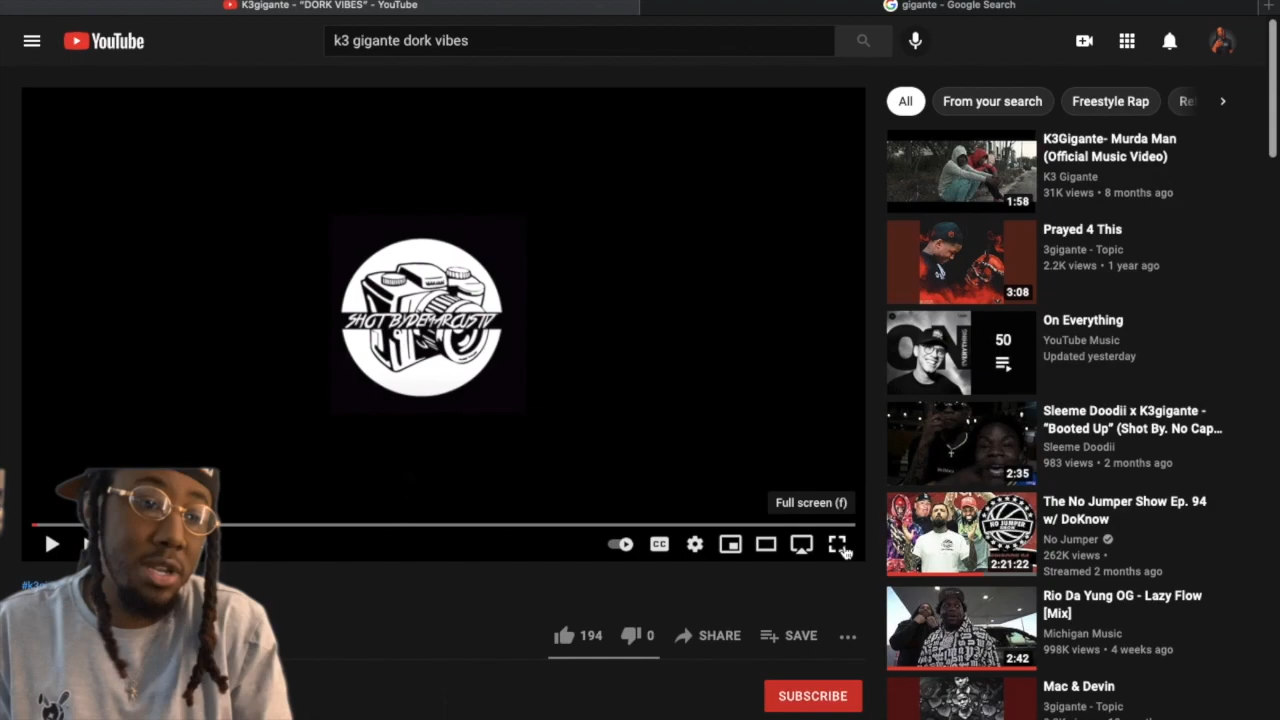 K3gigante - "DORK VIBES" - YouTube
gigante - Google Search
YouTube
k3 gigante dork vibes
All
From your search
Freestyle Rap
SHOT BYDEMARCUSTV
Full screen (f)
CC
194
0
SHARE
SAVE
SUBSCRIBE
K3Gigante- Murda Man
(Official Music Video)
K3 Gigante
31K views • 8 months ago
1:58
Prayed 4 This
3gigante - Topic
2.2K views • 1 year ago
3:08
On Everything
YouTube Music
Updated yesterday
ON
EVERYTHING
50
Sleeme Doodii x K3gigante -
"Booted Up" (Shot By. No Cap...
Sleeme Doodii
983 views • 2 months ago
2:35
The No Jumper Show Ep. 94
w/ DoKnow
No Jumper
262K views •
Streamed 2 months ago
NO JUMPER
2:21:22
Rio Da Yung OG - Lazy Flow
[Mix]
Michigan Music
998K views • 4 weeks ago
2:42
Mac & Devin
3gigante - Topic